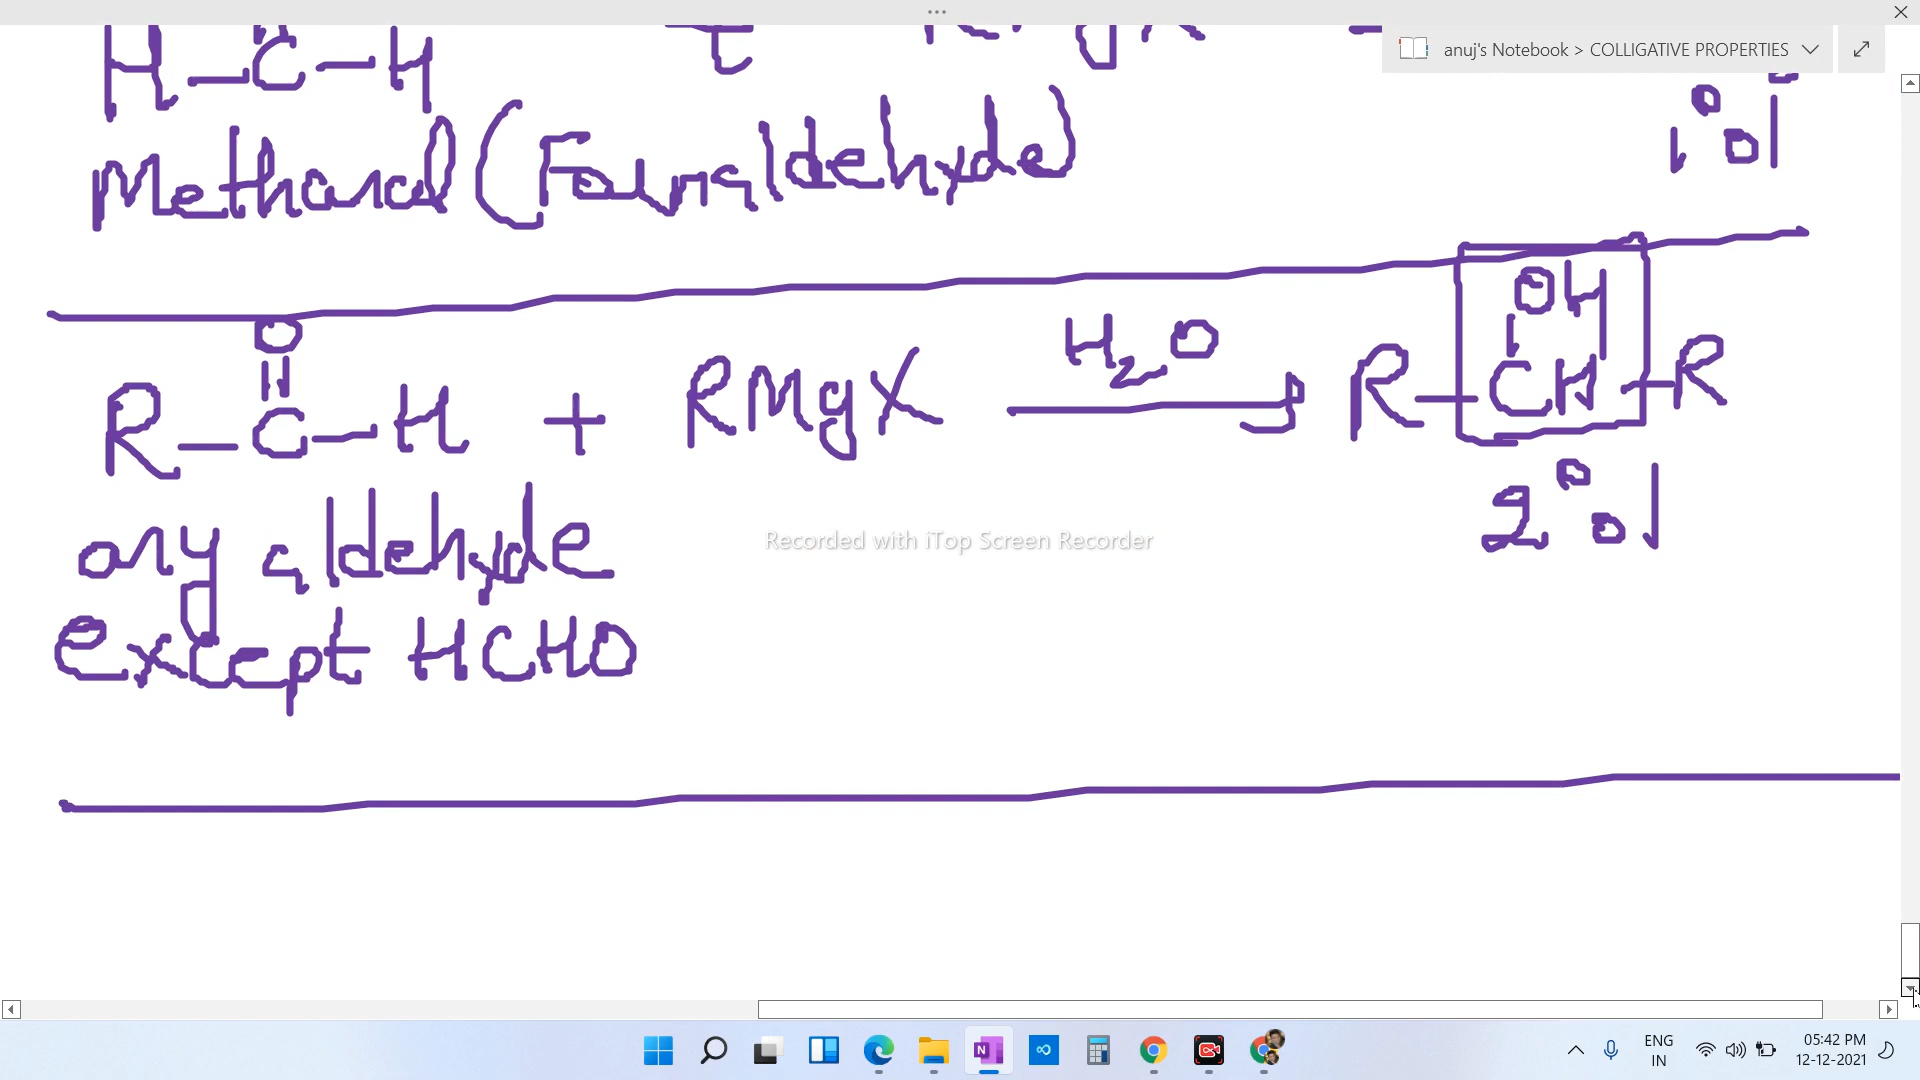 anuj's Notebook > COLLIGATIVE PROPERTIES
H—C—H
Methanal (Formaldehyde)
1°ol
O
||
R—C—H + RMgX
H2O
OH
|
R—CH—R
2°ol
any aldehyde
except HCHO
Recorded with iTop Screen Recorder
ENG
IN
05:42 PM
12-12-2021